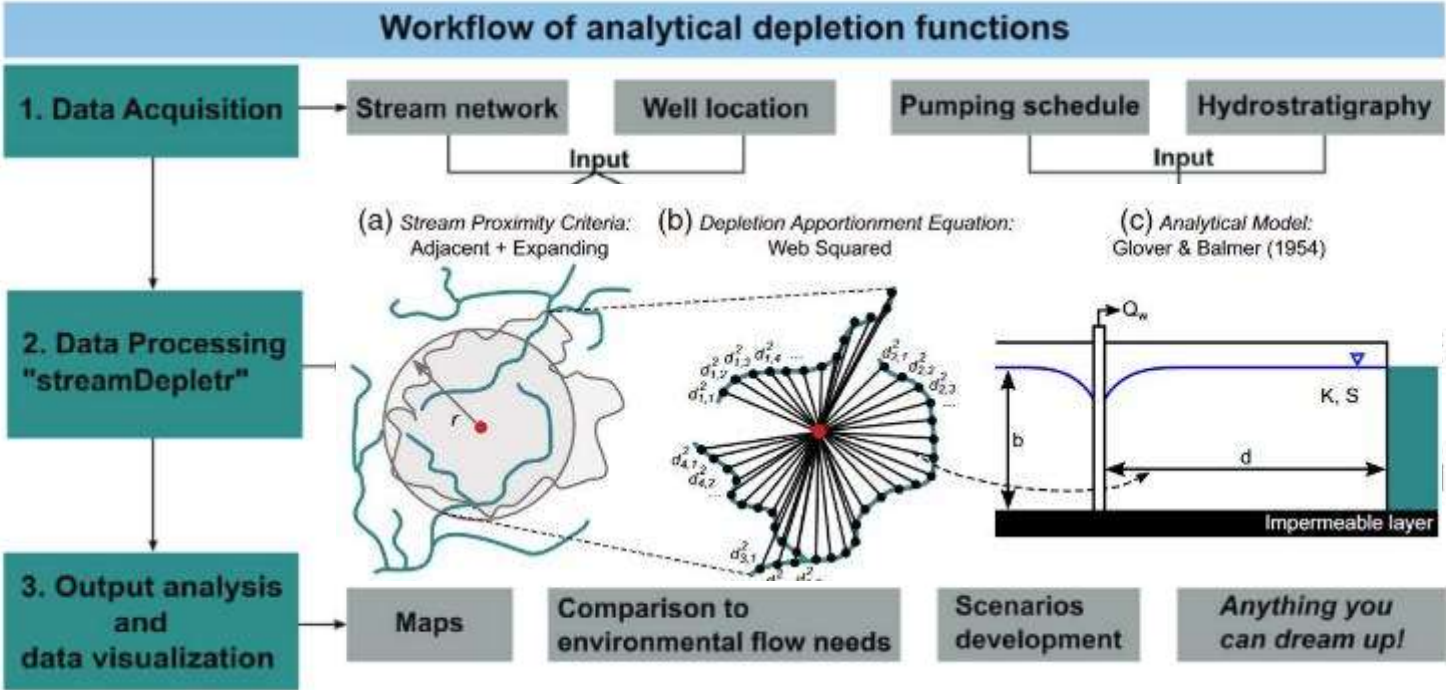 Workflow of analytical depletion functions
1. Data Acquisition
Stream network
Well location
Pumping schedule
Hydrostratigraphy
Input
Input
(a) Stream Proximity Criteria:
Adjacent + Expanding
(b) Depletion Apportionment Equation:
Web Squared
(c) Analytical Model:
Glover & Balmer (1954)
2. Data Processing
"streamDepletr"
r
d²1,1
d²1,2
d²1,3
d²1,4
...
d²2,1
d²2,2
d²2,3
...
d²4,1
d²4,2
...
d²3,1
Qw
K, S
b
d
Impermeable layer
3. Output analysis
and
data visualization
Maps
Comparison to
environmental flow needs
Scenarios
development
Anything you
can dream up!